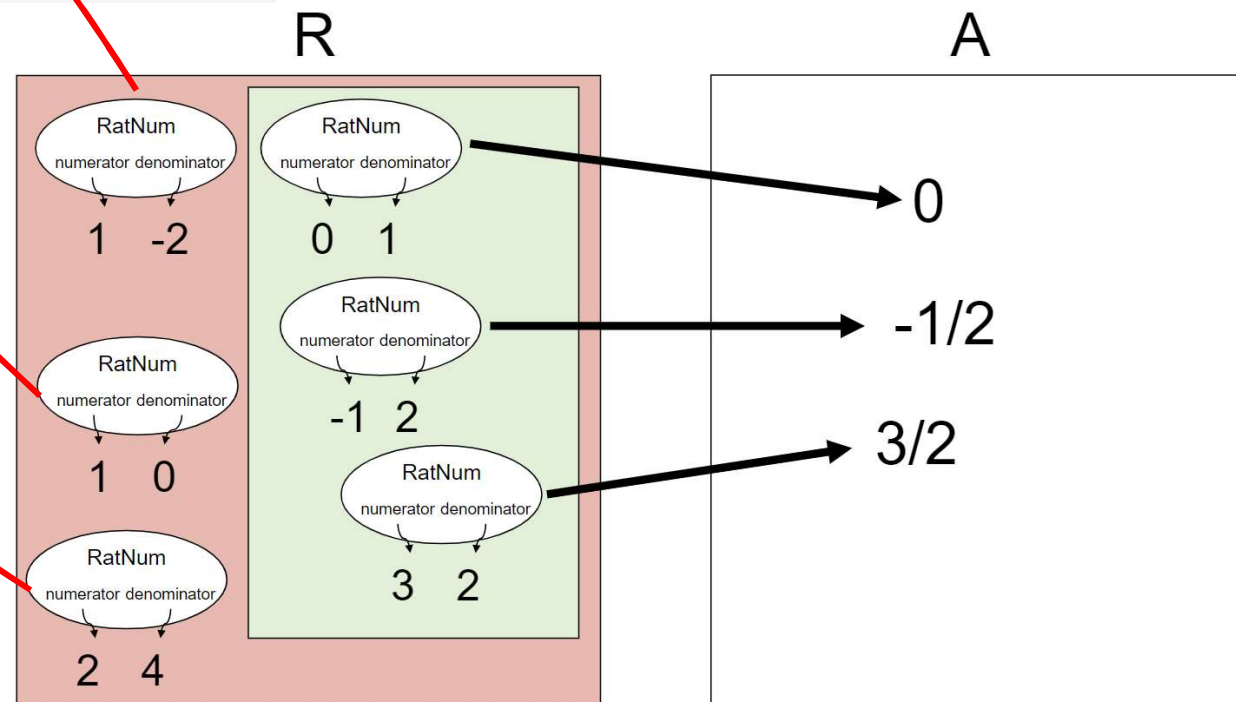 R
A
RatNum
numerator denominator
1 -2
RatNum
numerator denominator
0 1
0
RatNum
numerator denominator
-1 2
-1/2
RatNum
numerator denominator
1 0
RatNum
numerator denominator
3 2
3/2
RatNum
numerator denominator
2 4